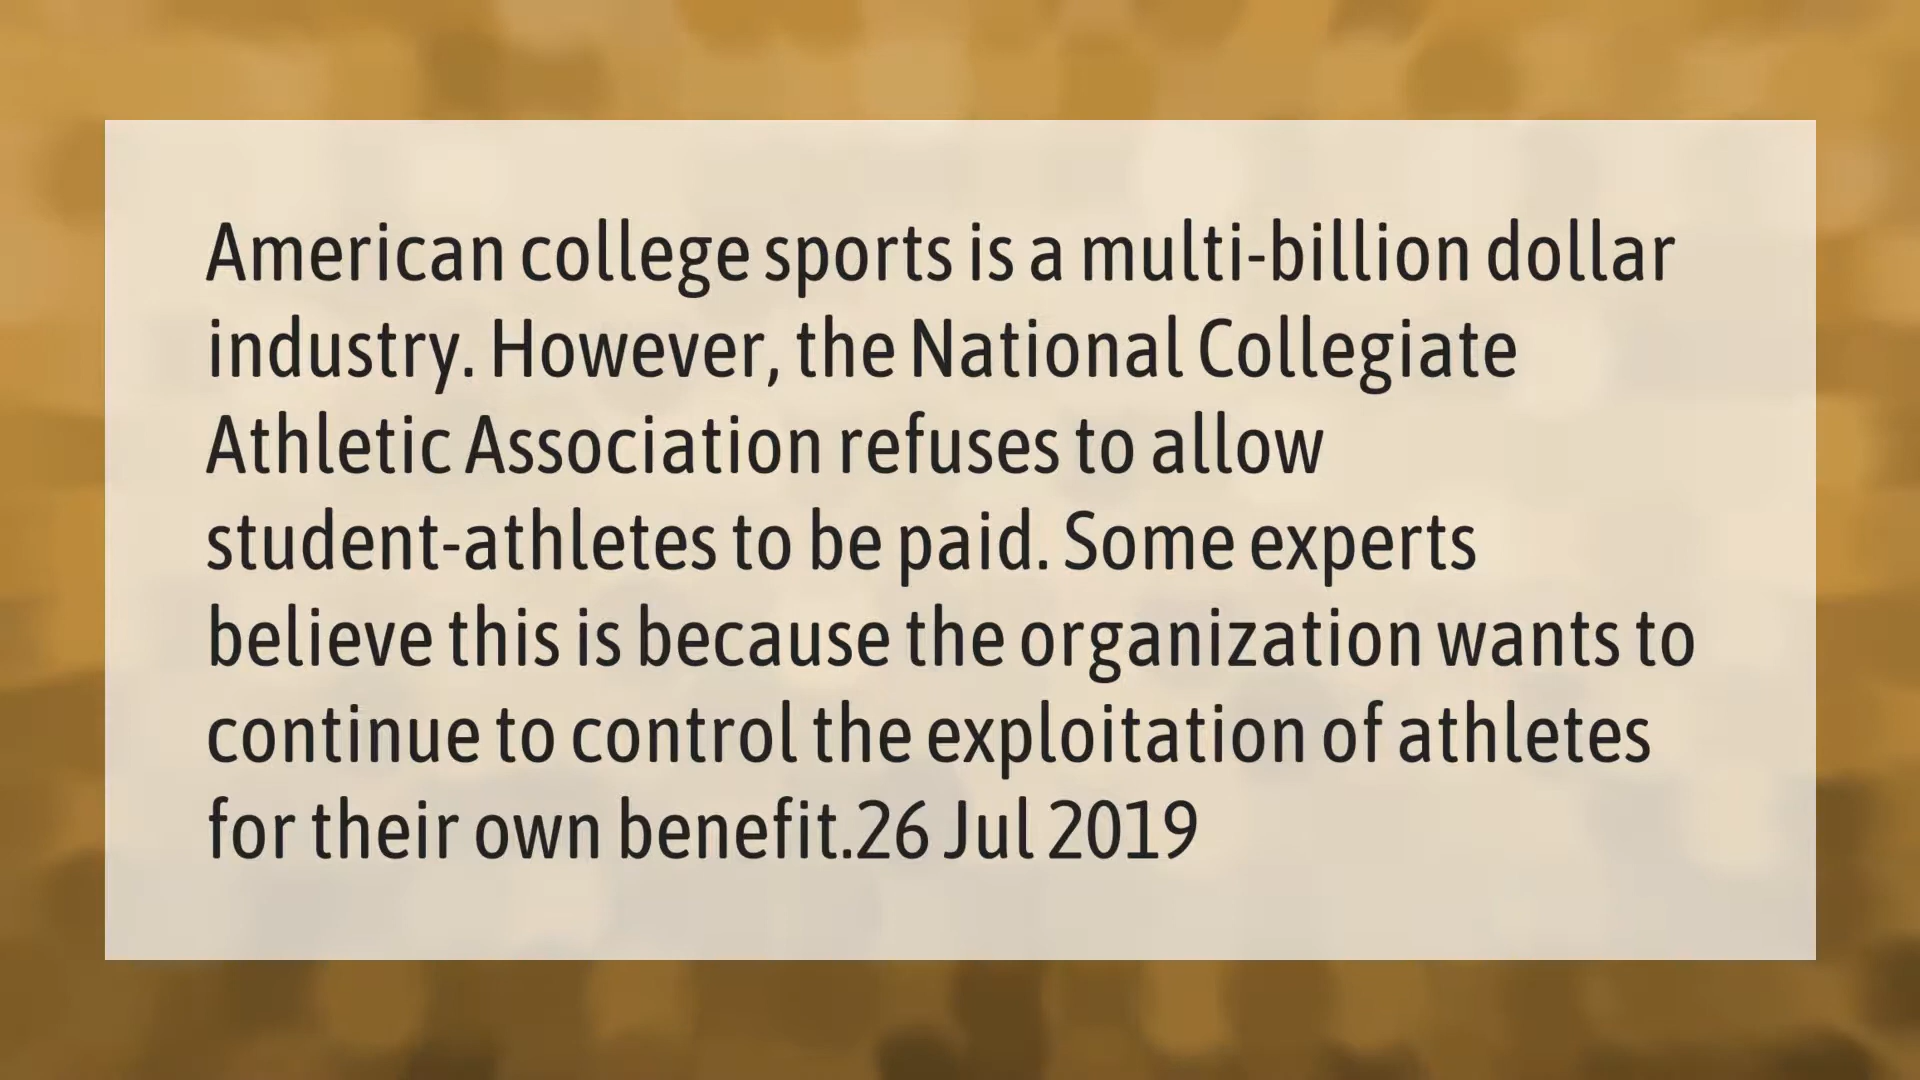 American college sports is a multi-billion dollar
industry. However, the National Collegiate
Athletic Association refuses to allow
student-athletes to be paid. Some experts
believe this is because the organization wants to
continue to control the exploitation of athletes
for their own benefit.26 Jul 2019